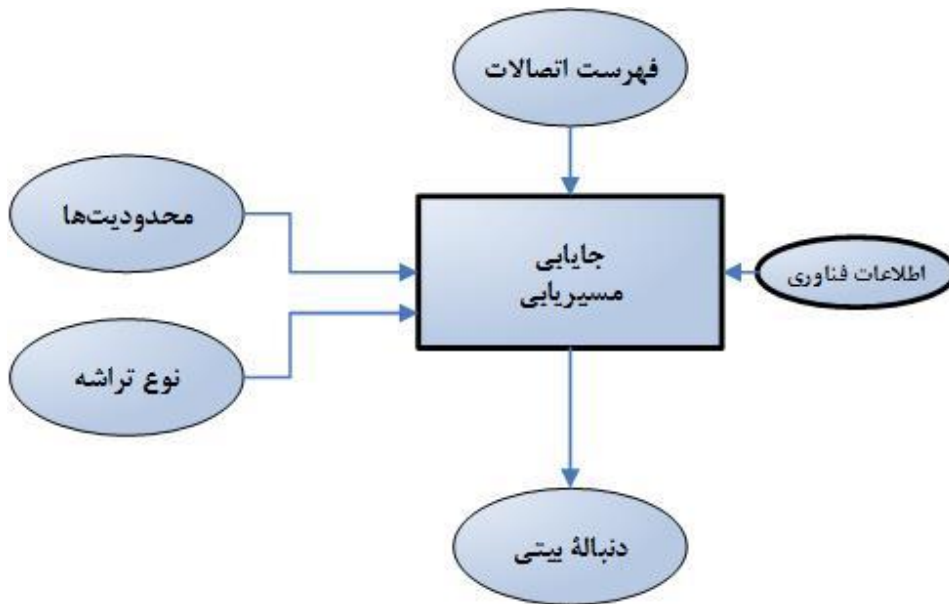 فهرست اتصالات
محدودیت‌ها
جایابی
مسیریابی
اطلاعات فناوری
نوع تراشه
دنبالهٔ بیتی